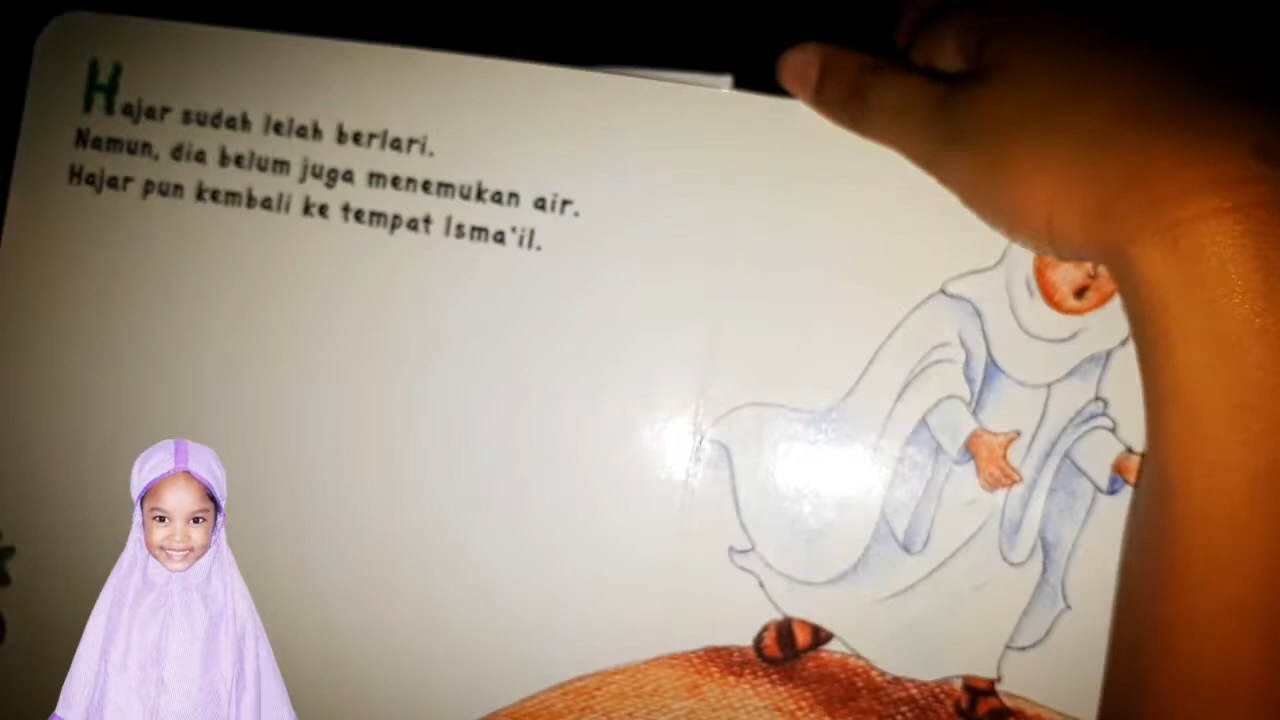 Hajar sudah lelah berlari.
Namun, dia belum juga menemukan air.
Hajar pun kembali ke tempat Isma'il.